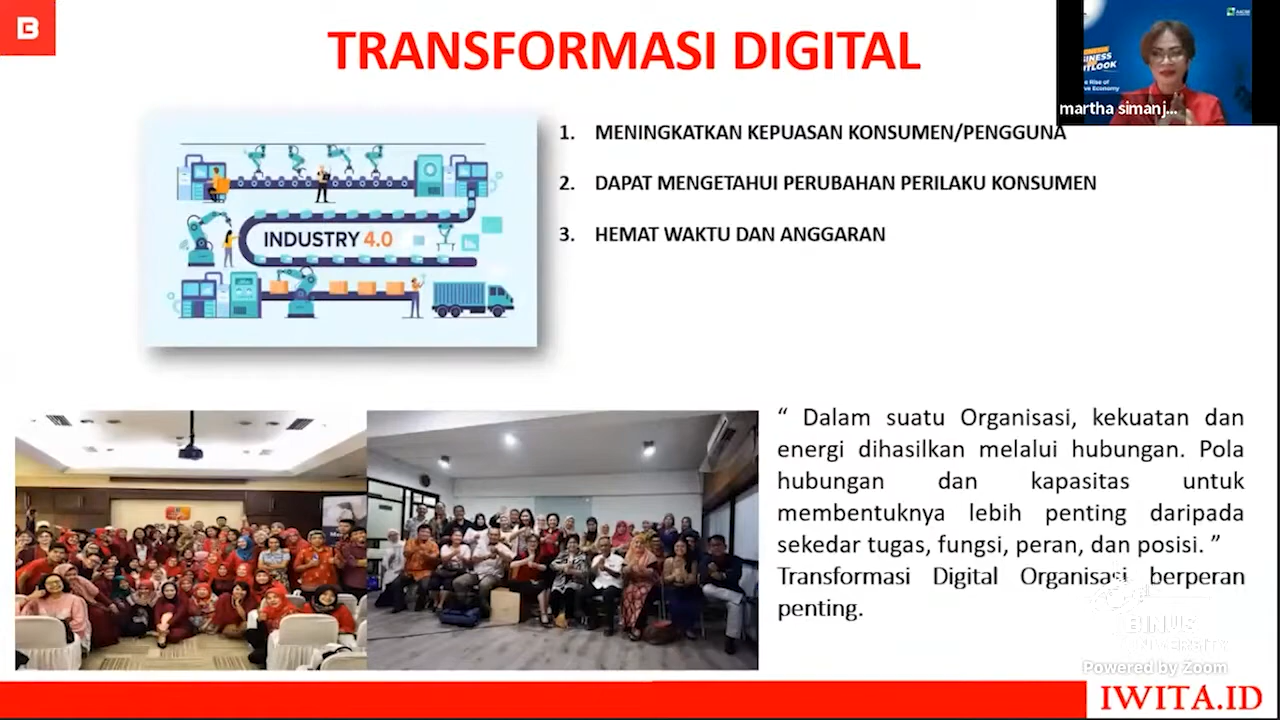 TRANSFORMASI DIGITAL
BUSINESS
OUTLOOK
martha simanj...
1. MENINGKATKAN KEPUASAN KONSUMEN/PENGGUNA
2. DAPAT MENGETAHUI PERUBAHAN PERILAKU KONSUMEN
3. HEMAT WAKTU DAN ANGGARAN
INDUSTRY 4.0
“ Dalam suatu Organisasi, kekuatan dan
energi dihasilkan melalui hubungan. Pola
hubungan dan kapasitas untuk
membentuknya lebih penting daripada
sekedar tugas, fungsi, peran, dan posisi. ”
Transformasi Digital Organisasi berperan
penting.
BINUS
UNIVERSITY
Powered by Zoom
IWITA.ID